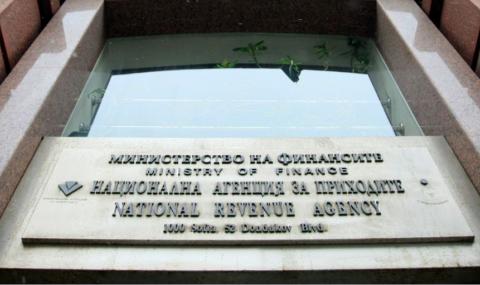 МИНИСТЕРСТВО НА ФИНАНСИТЕ
MINISTRY OF FINANCE
НАЦИОНАЛНА АГЕНЦИЯ ЗА ПРИХОДИТЕ
NATIONAL REVENUE AGENCY
1000 Sofia, 52 Dondukov Blvd.